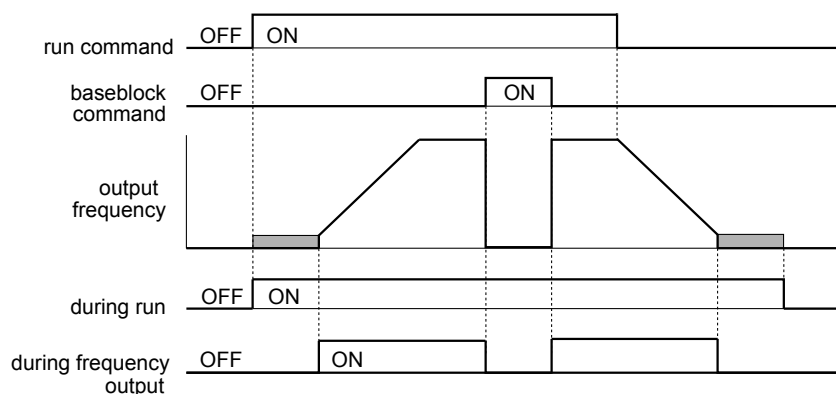 run command OFF ON
baseblock
command OFF ON
output
frequency
during run OFF ON
during frequency
output OFF ON